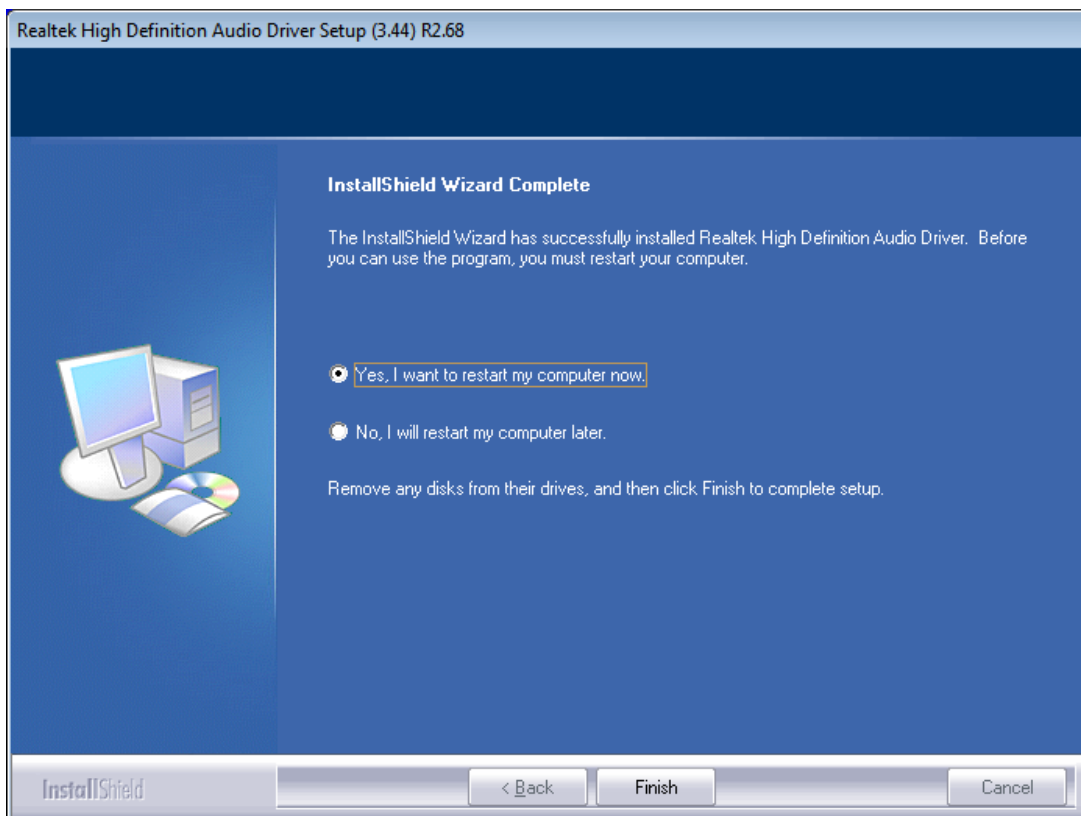 Realtek High Definition Audio Driver Setup (3.44) R2.68
InstallShield Wizard Complete
The InstallShield Wizard has successfully installed Realtek High Definition Audio Driver. Before
you can use the program, you must restart your computer.
Yes, I want to restart my computer now.
No, I will restart my computer later.
Remove any disks from their drives, and then click Finish to complete setup.
InstallShield
< Back
Finish
Cancel